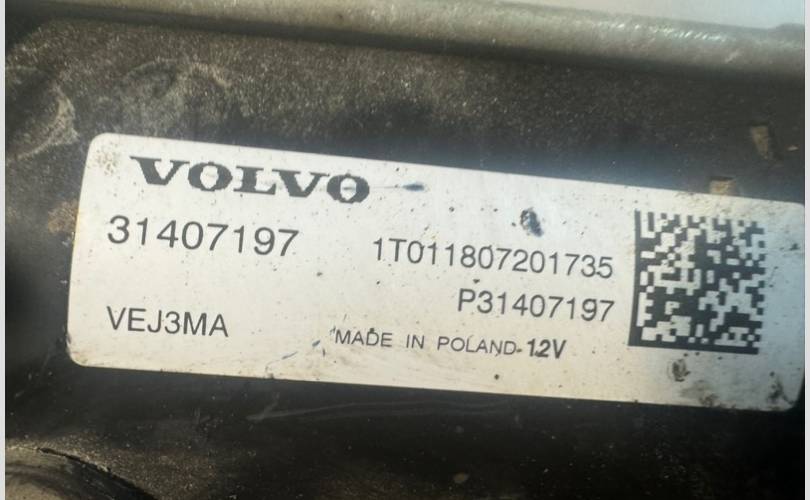 VOLVO
31407197
1T011807201735
P31407197
VEJ3MA
MADE IN POLAND-12V